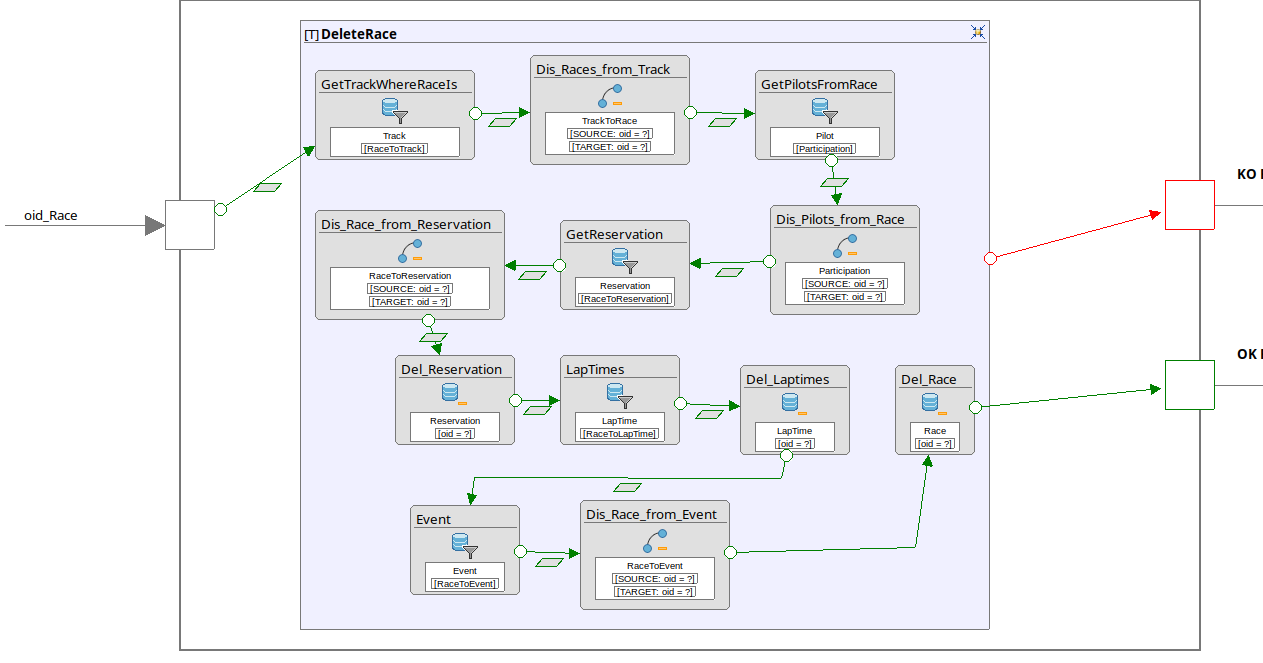 [T] DeleteRace
GetTrackWhereRaceIs
Track
[RaceToTrack]
Dis_Races_from_Track
TrackToRace
[SOURCE: oid = ?]
[TARGET: oid = ?]
GetPilotsFromRace
Pilot
[Participation]
oid_Race
KO
Dis_Race_from_Reservation
RaceToReservation
[SOURCE: oid = ?]
[TARGET: oid = ?]
GetReservation
Reservation
[RaceToReservation]
Dis_Pilots_from_Race
Participation
[SOURCE: oid = ?]
[TARGET: oid = ?]
OK
Del_Reservation
Reservation
[oid = ?]
LapTimes
LapTime
[RaceToLapTime]
Del_Laptimes
LapTime
[oid = ?]
Del_Race
Race
[oid = ?]
Event
Event
[RaceToEvent]
Dis_Race_from_Event
RaceToEvent
[SOURCE: oid = ?]
[TARGET: oid = ?]